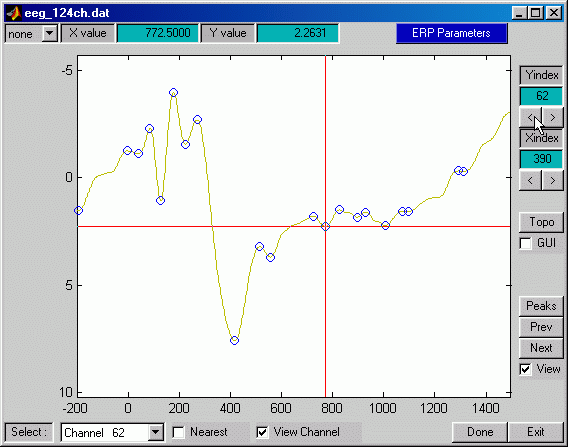 eeg_124ch.dat
none X value 772.5000 Y value 2.2631 ERP Parameters
-5
0
5
10
-200 0 200 400 600 800 1000 1200 1400
Yindex
62
< >
Xindex
390
< >
Topo
GUI
Peaks
Prev
Next
View
Select : Channel 62 Nearest View Channel Done Exit